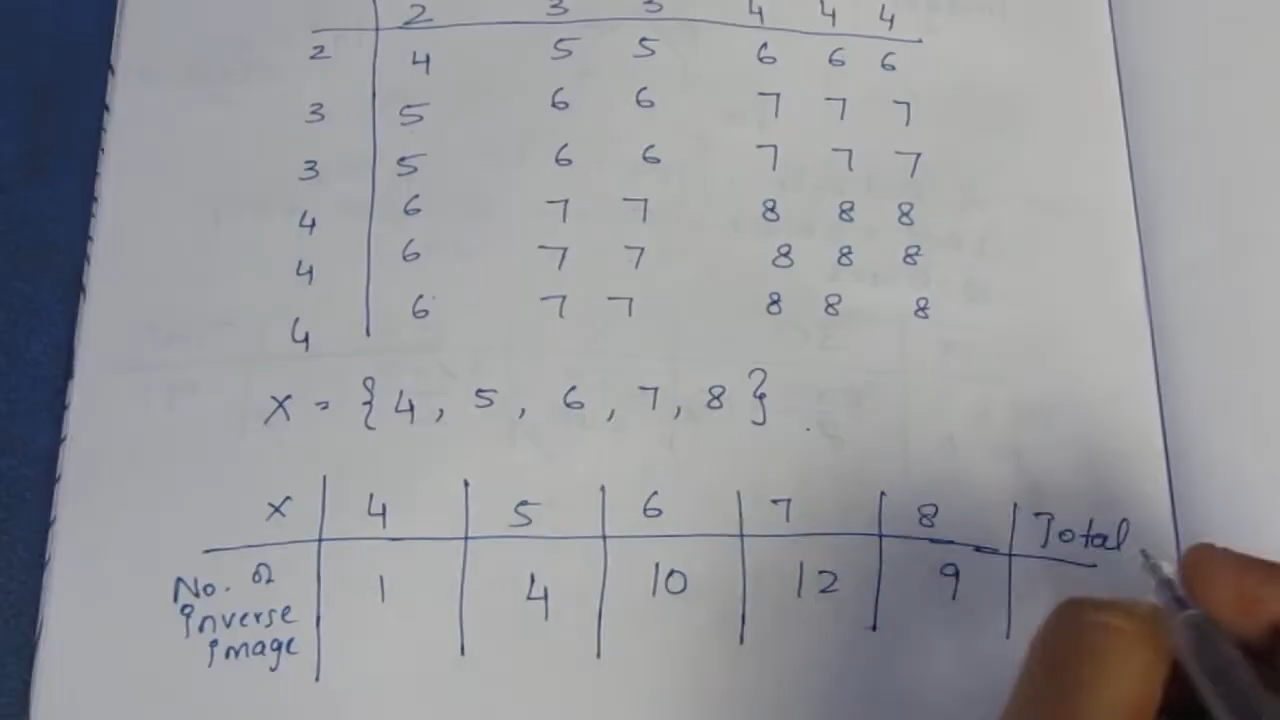 2 3 3 4 4 4
2 4 5 5 6 6 6
3 5 6 6 7 7 7
3 5 6 6 7 7 7
4 6 7 7 8 8 8
4 6 7 7 8 8 8
4 6 7 7 8 8 8
X = {4, 5, 6, 7, 8}
X 4 5 6 7 8 Total
No. of 1 4 10 12 9
inverse
image